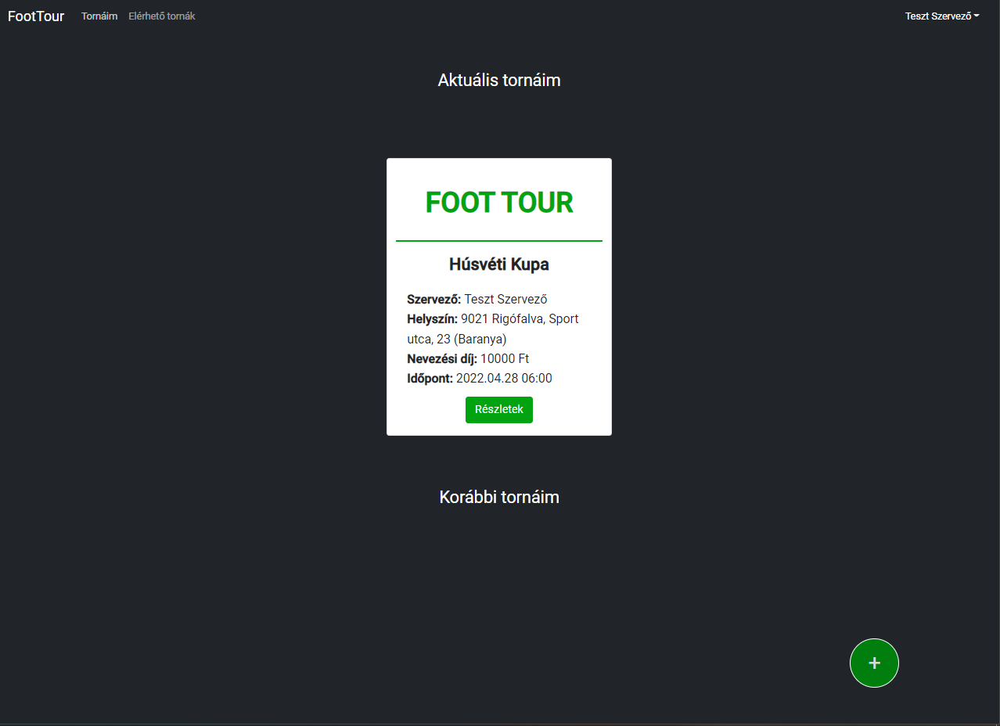 FootTour Tornáim Elérhető tornák Teszt Szervező
Aktuális tornáim
FOOT TOUR
Húsvéti Kupa
Szervező: Teszt Szervező
Helyszín: 9021 Rigófalva, Sport
utca, 23 (Baranya)
Nevezési díj: 10000 Ft
Időpont: 2022.04.28 06:00
Részletek
Korábbi tornáim
+